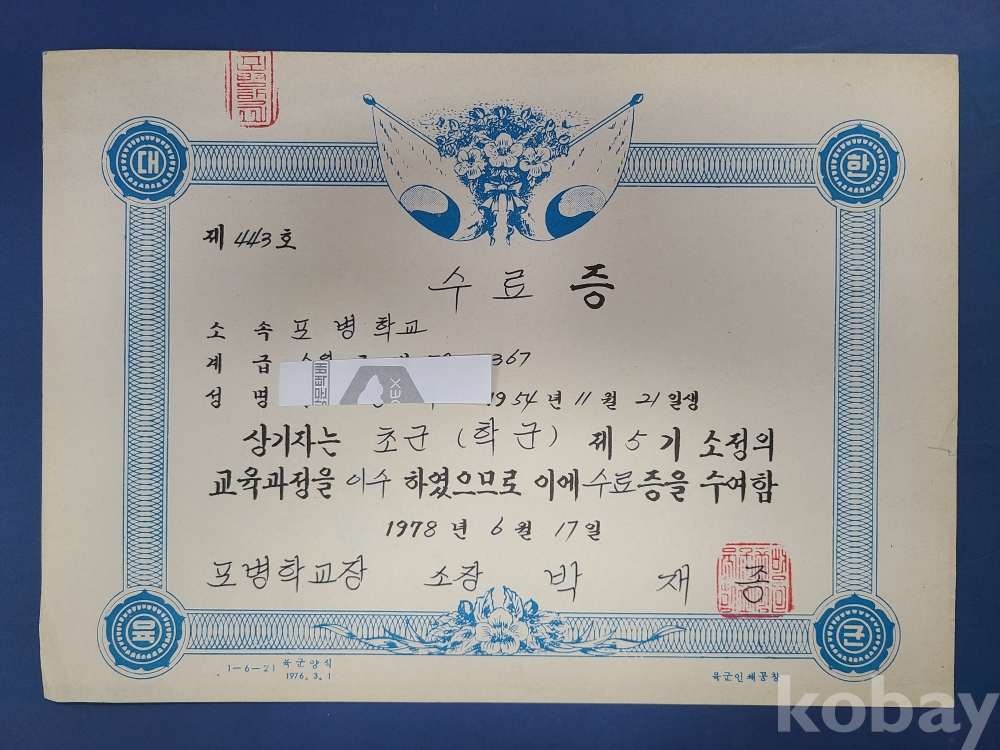 대 한
제 443 호
수 료 증
소 속 포 병 학 교
계 급 367
성 명 1954 년 11 월 21 일생
상기자는 초군 (학군) 제 5 기 소정의
교육과정을 이수 하였으므로 이에 수료증을 수여함
1978 년 6 월 17 일
포병학교장 소장 박 재 종
육 군
1-6-21 육군양식
1976. 3. 1
육군인쇄공창
kobay